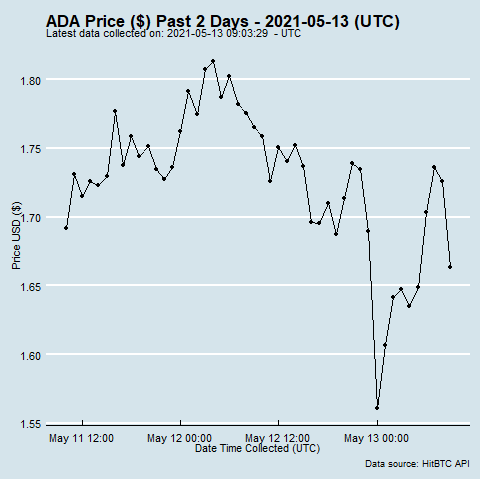 ADA Price ($) Past 2 Days - 2021-05-13 (UTC)
Latest data collected on: 2021-05-13 09:03:29  - UTC
1.80
1.75
1.70
Price USD ($)
1.65
1.60
1.55
May 11 12:00 May 12 00:00 May 12 12:00 May 13 00:00
Date Time Collected (UTC)
Data source: HitBTC API